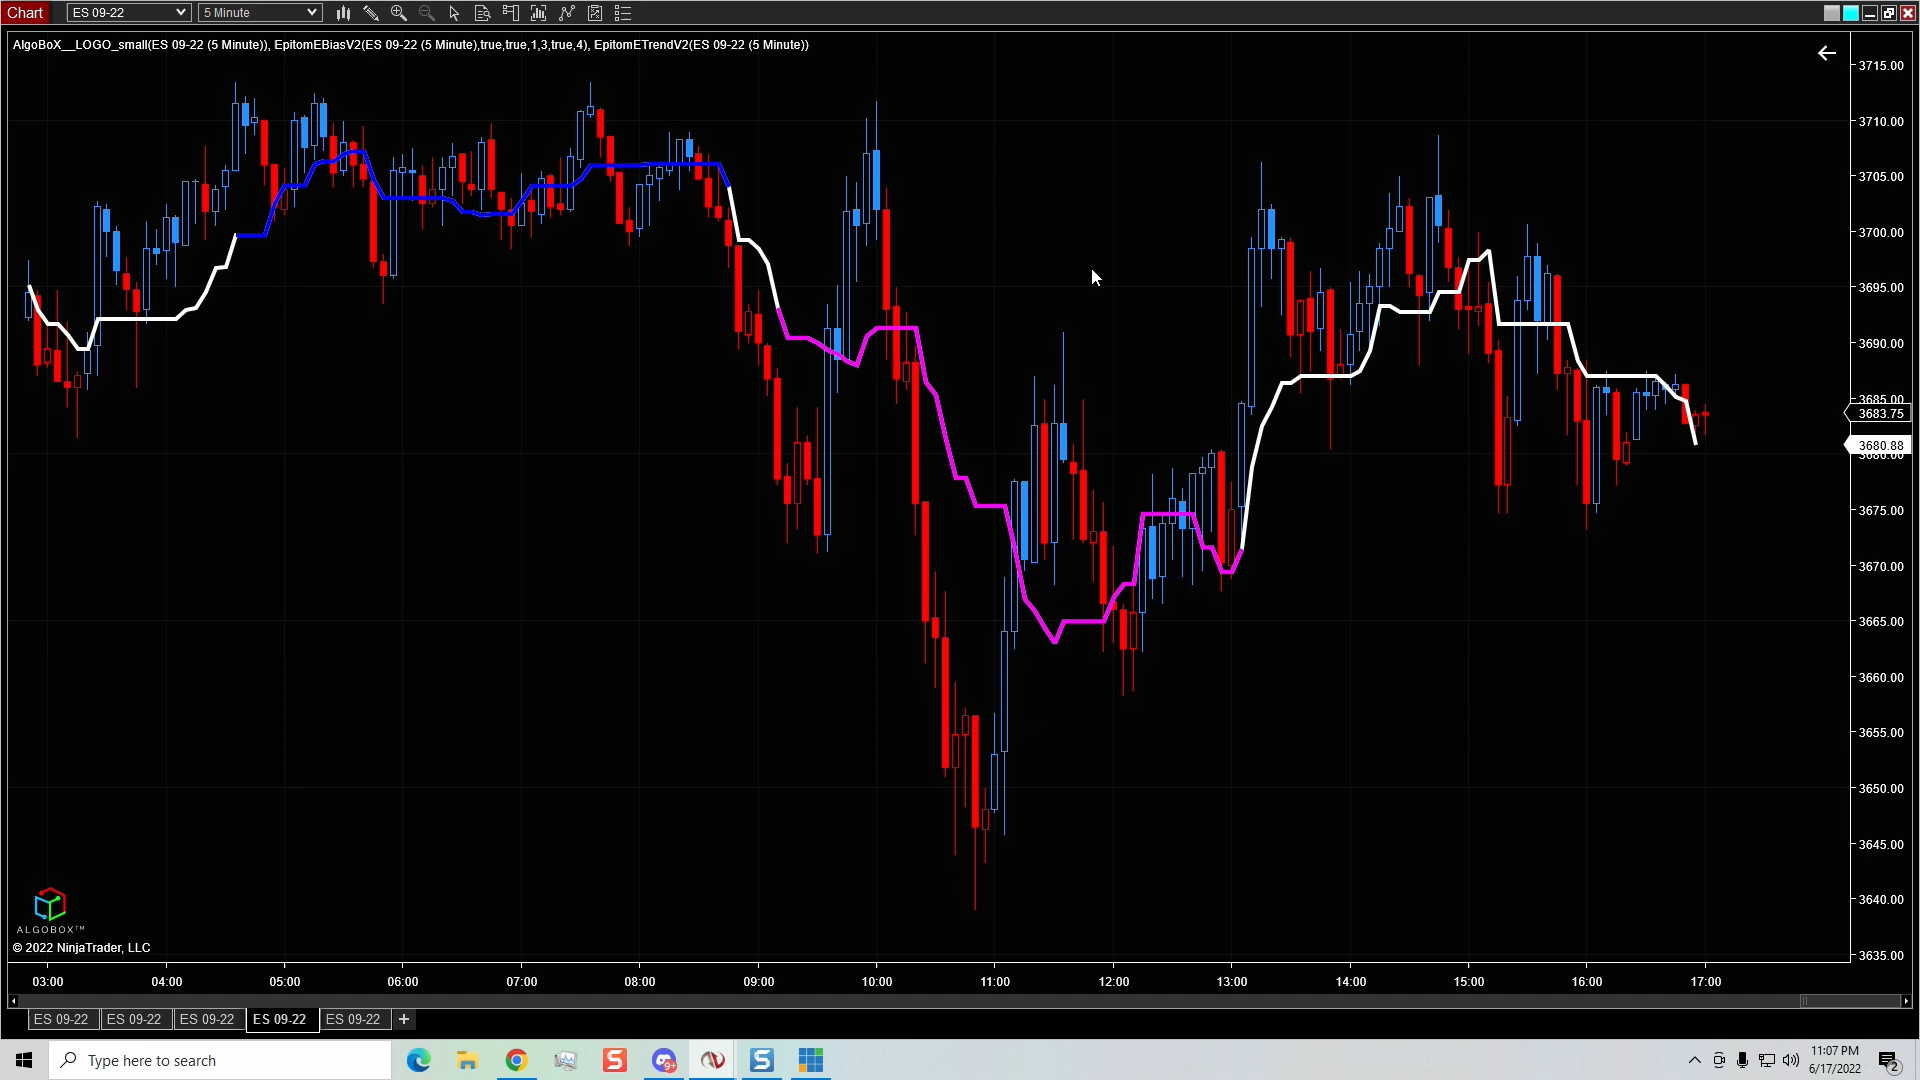 Chart ES 09-22 5 Minute
AlgoBoX__LOGO_small(ES 09-22 (5 Minute)), EpitomEBiasV2(ES 09-22 (5 Minute),true,true,1,3,true,4), EpitomETrendV2(ES 09-22 (5 Minute))
3715.00
3710.00
3705.00
3700.00
3695.00
3690.00
3685.00
3683.75
3680.88
3680.00
3675.00
3670.00
3665.00
3660.00
3655.00
3650.00
3645.00
3640.00
3635.00
ALGOBOX™
© 2022 NinjaTrader, LLC
03:00 04:00 05:00 06:00 07:00 08:00 09:00 10:00 11:00 12:00 13:00 14:00 15:00 16:00 17:00
ES 09-22 ES 09-22 ES 09-22 ES 09-22 ES 09-22 +
Type here to search
S
9+
S
11:07 PM
6/17/2022
2